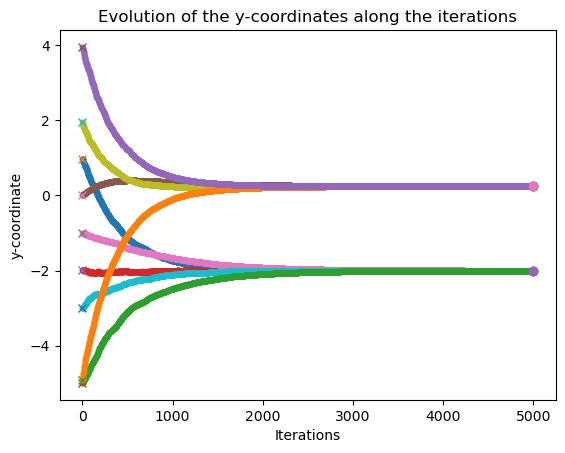 Evolution of the y-coordinates along the iterations
y-coordinate
4
2
0
−2
−4
0 1000 2000 3000 4000 5000
Iterations